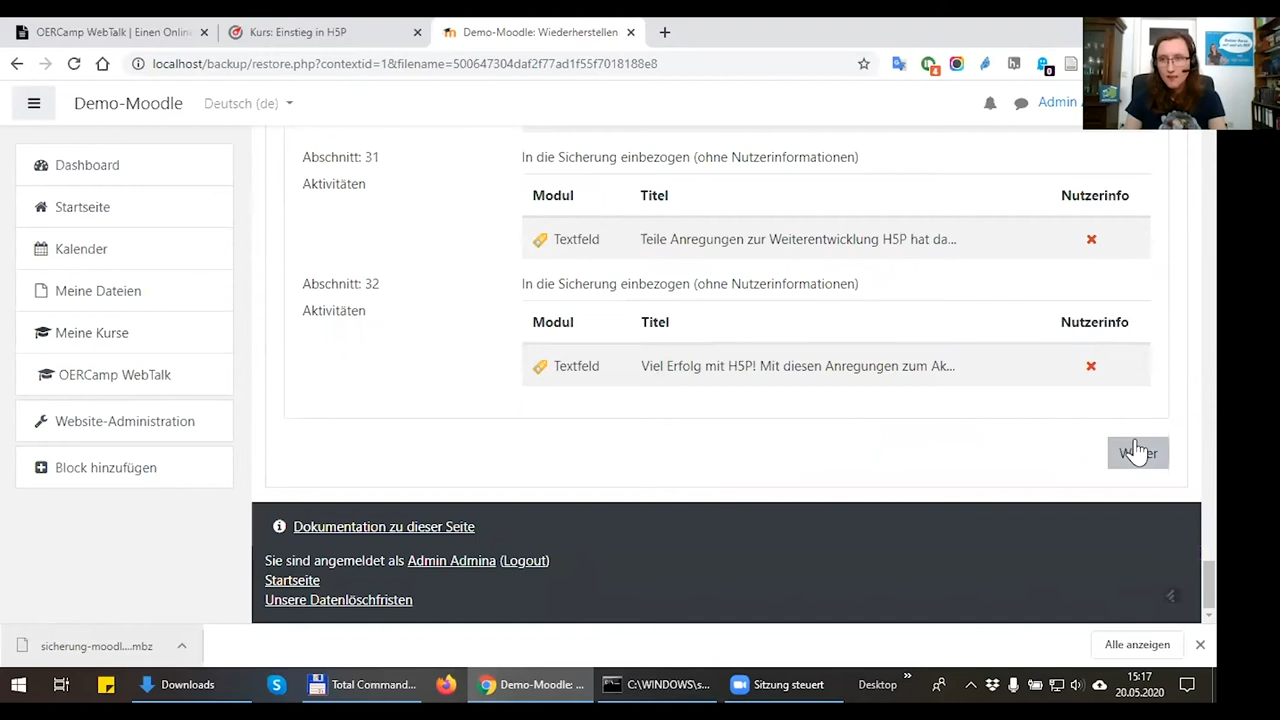 OERCamp WebTalk | Einen Onlin
Kurs: Einstieg in H5P
Demo-Moodle: Wiederherstellen
localhost/backup/restore.php?contextid=1&filename=500647304daf2f77ad1f55f7018188e8
4
0
Demo-Moodle
Deutsch (de)
Admin
Dashboard
Startseite
Kalender
Meine Dateien
Meine Kurse
OERCamp WebTalk
Website-Administration
Block hinzufügen
Abschnitt: 31
In die Sicherung einbezogen (ohne Nutzerinformationen)
Aktivitäten
Modul Titel Nutzerinfo
Textfeld Teile Anregungen zur Weiterentwicklung H5P hat da...
Abschnitt: 32
In die Sicherung einbezogen (ohne Nutzerinformationen)
Aktivitäten
Modul Titel Nutzerinfo
Textfeld Viel Erfolg mit H5P! Mit diesen Anregungen zum Ak...
Dokumentation zu dieser Seite
Sie sind angemeldet als Admin Admina (Logout)
Startseite
Unsere Datenlöschfristen
sicherung-moodl....mbz
Alle anzeigen
Downloads
Total Command...
Demo-Moodle: ...
C:\WINDOWS\s...
Sitzung steuert
Desktop
15:17
20.05.2020